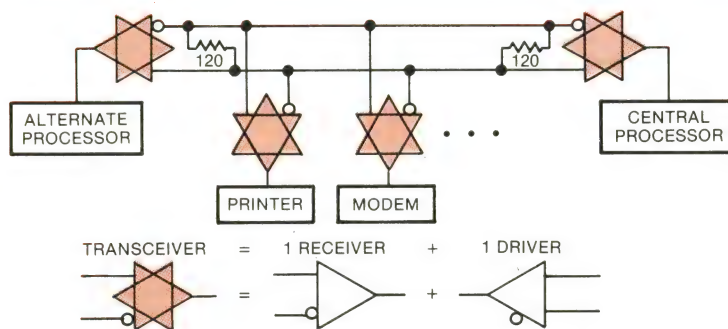 120
120
ALTERNATE
PROCESSOR
CENTRAL
PROCESSOR
PRINTER
MODEM
TRANSCEIVER = 1 RECEIVER + 1 DRIVER
= +